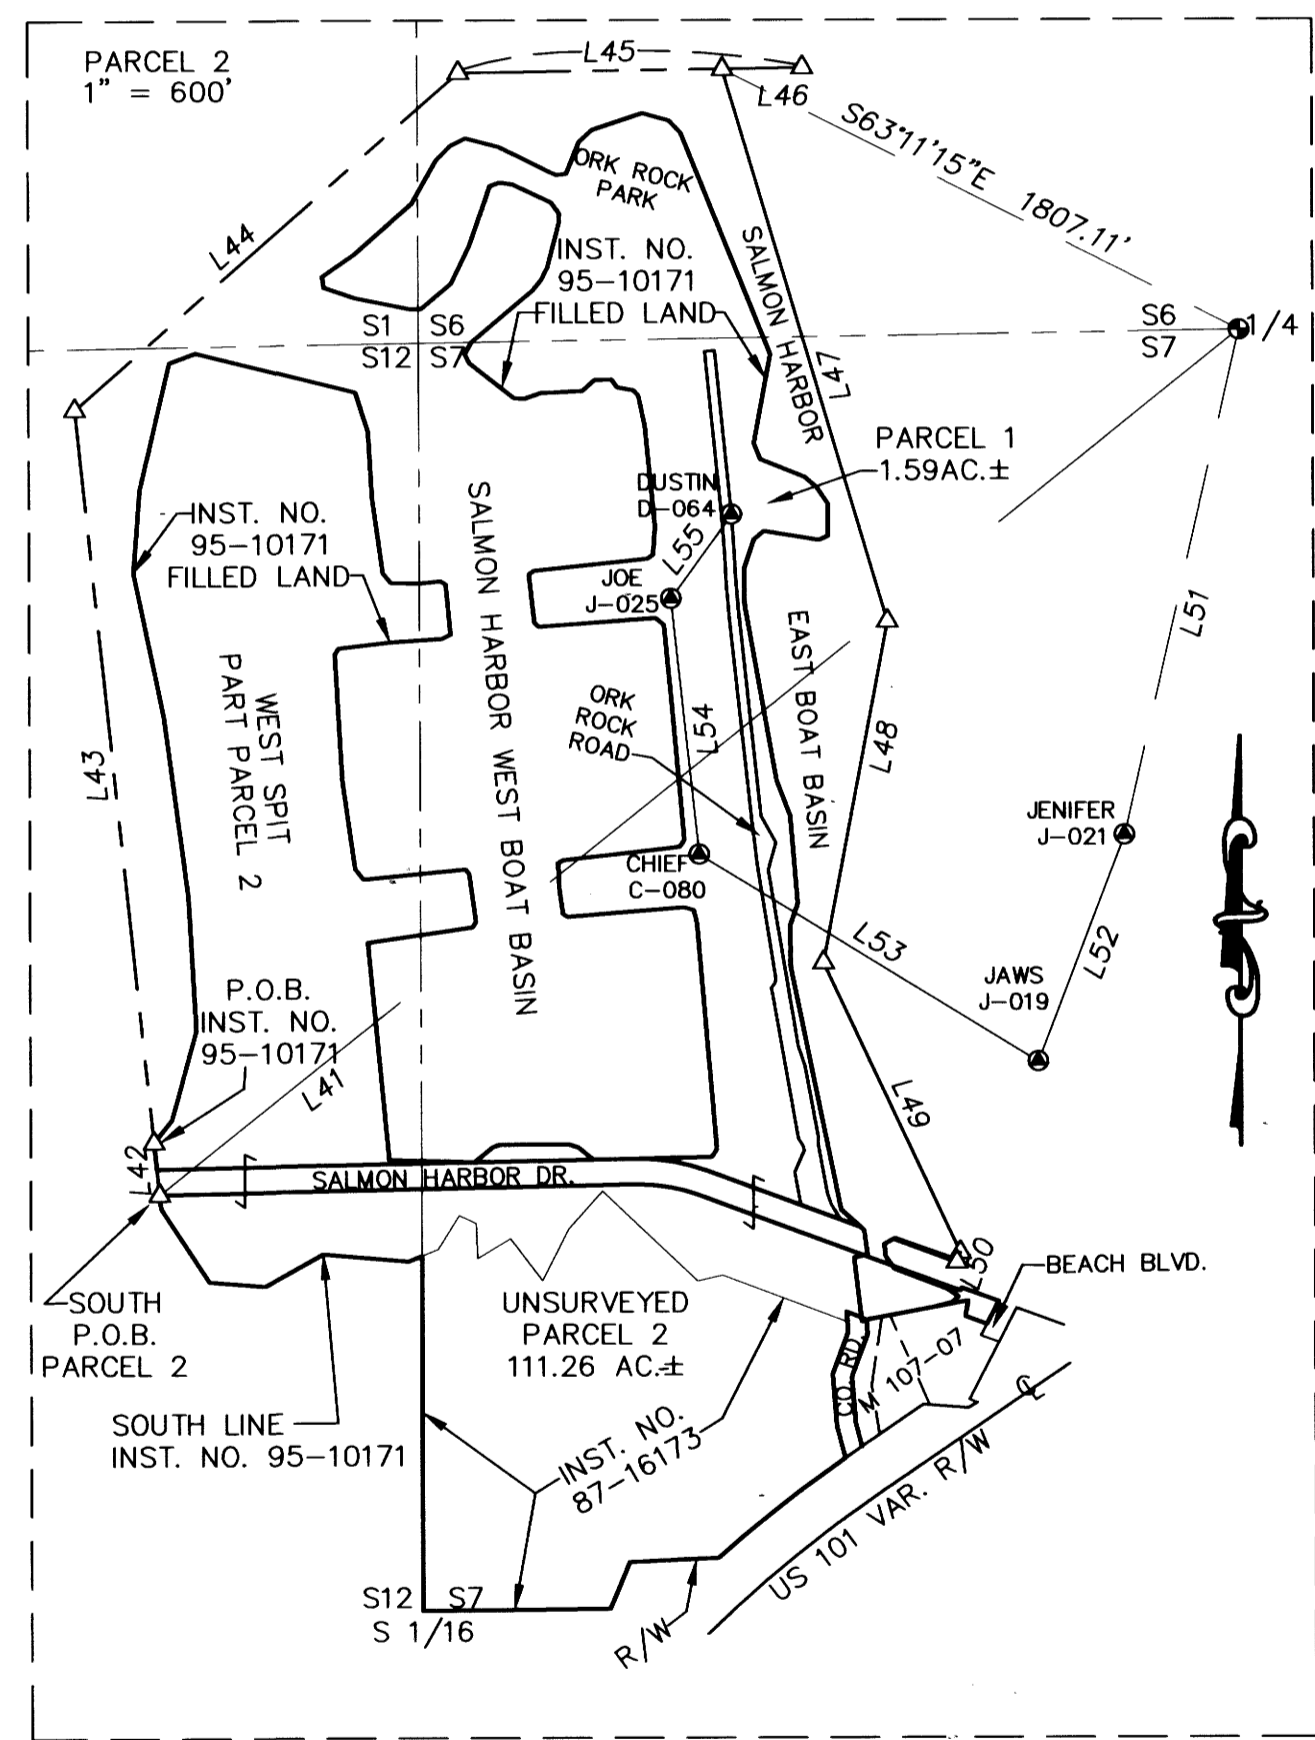 PARCEL 2
1" = 600'
L45
L46
S63°11'15"E 1807.11'
ORK ROCK
PARK
L44
INST. NO.
95-10171
FILLED LAND
SALMON HARBOR
L47
S1 S6
S12 S7
S6
S7
1/4
PARCEL 1
1.59AC.±
DUSTIN
D-064
L55
JOE
J-025
INST. NO.
95-10171
FILLED LAND
SALMON HARBOR WEST BOAT BASIN
EAST BOAT BASIN
L51
WEST SPIT
PART PARCEL 2
ORK
ROCK
ROAD
L54
L48
L43
JENIFER
J-021
CHIEF
C-080
L53
L52
JAWS
J-019
P.O.B.
INST. NO.
95-10171
L41
L49
L42
SALMON HARBOR DR.
L50
BEACH BLVD.
SOUTH
P.O.B.
PARCEL 2
UNSURVEYED
PARCEL 2
111.26 AC.±
CO. RD.
M 107-07
SOUTH LINE
INST. NO. 95-10171
INST. NO.
87-16173
℄
US 101 VAR. R/W
S12 S7
S 1/16
R/W